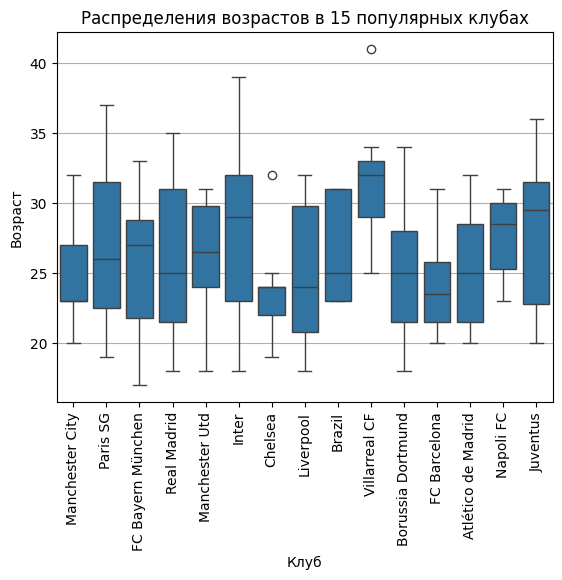 Распределения возрастов в 15 популярных клубах
Возраст
40
35
30
25
20
Manchester City
Paris SG
FC Bayern München
Real Madrid
Manchester Utd
Inter
Chelsea
Liverpool
Brazil
Villarreal CF
Borussia Dortmund
FC Barcelona
Atlético de Madrid
Napoli FC
Juventus
Клуб